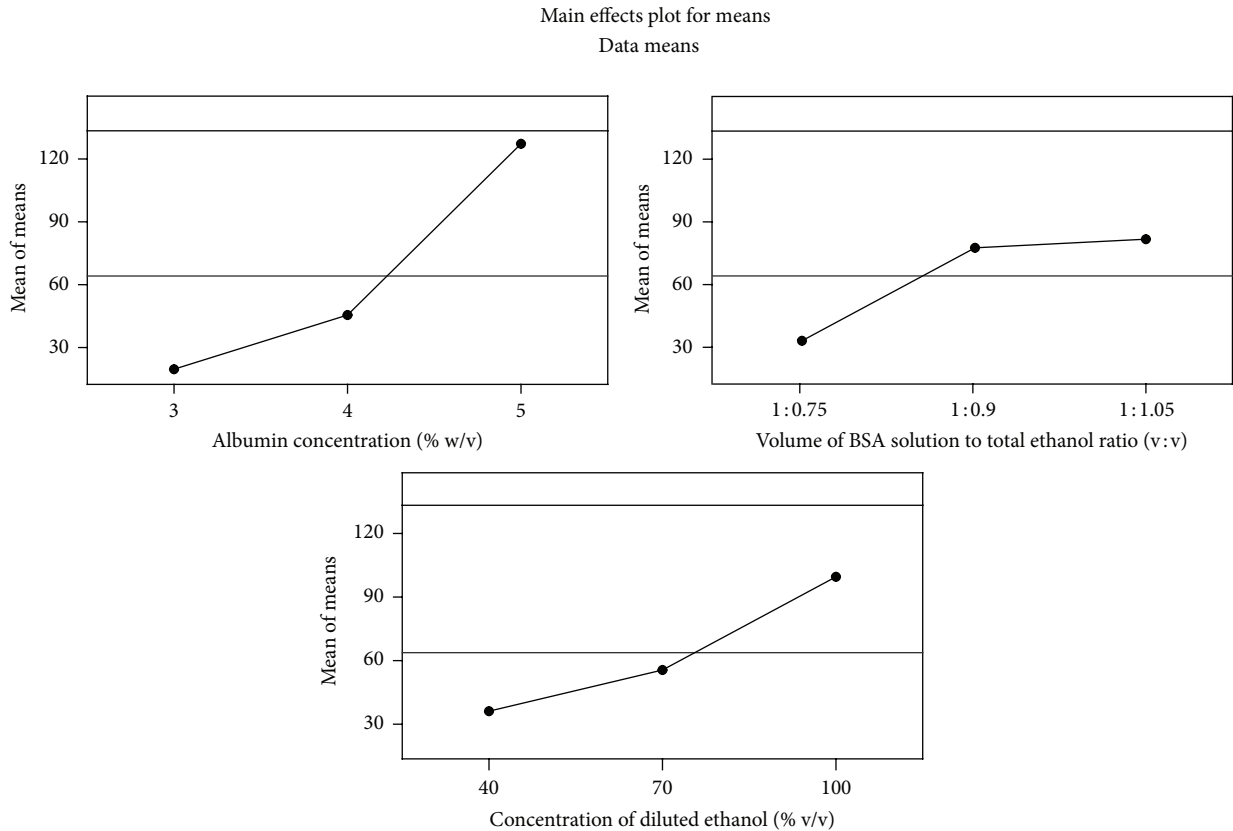 Main effects plot for means
Data means
Mean of means
120
90
60
30
3
4
5
Albumin concentration (% w/v)
Mean of means
120
90
60
30
1:0.75
1:0.9
1:1.05
Volume of BSA solution to total ethanol ratio (v:v)
Mean of means
120
90
60
30
40
70
100
Concentration of diluted ethanol (% v/v)